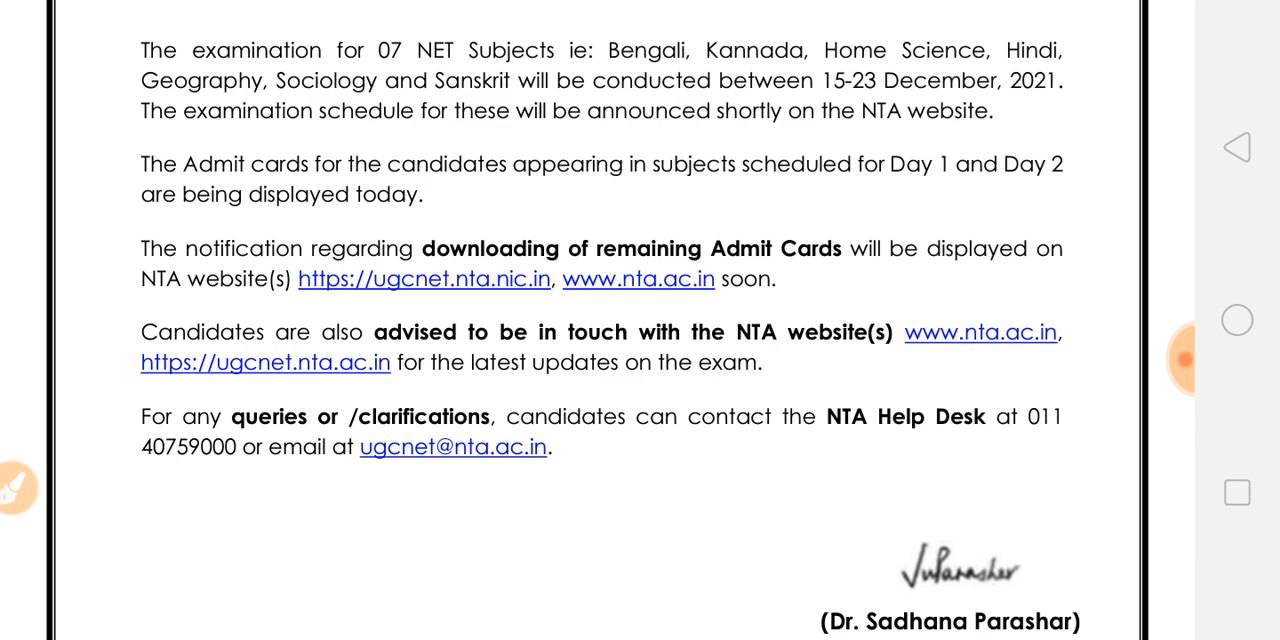 The examination for 07 NET Subjects ie: Bengali, Kannada, Home Science, Hindi,
Geography, Sociology and Sanskrit will be conducted between 15-23 December, 2021.
The examination schedule for these will be announced shortly on the NTA website.
The Admit cards for the candidates appearing in subjects scheduled for Day 1 and Day 2
are being displayed today.
The notification regarding downloading of remaining Admit Cards will be displayed on
NTA website(s) https://ugcnet.nta.nic.in, www.nta.ac.in soon.
Candidates are also advised to be in touch with the NTA website(s) www.nta.ac.in,
https://ugcnet.nta.ac.in for the latest updates on the exam.
For any queries or /clarifications, candidates can contact the NTA Help Desk at 011
40759000 or email at ugcnet@nta.ac.in.
(Dr. Sadhana Parashar)